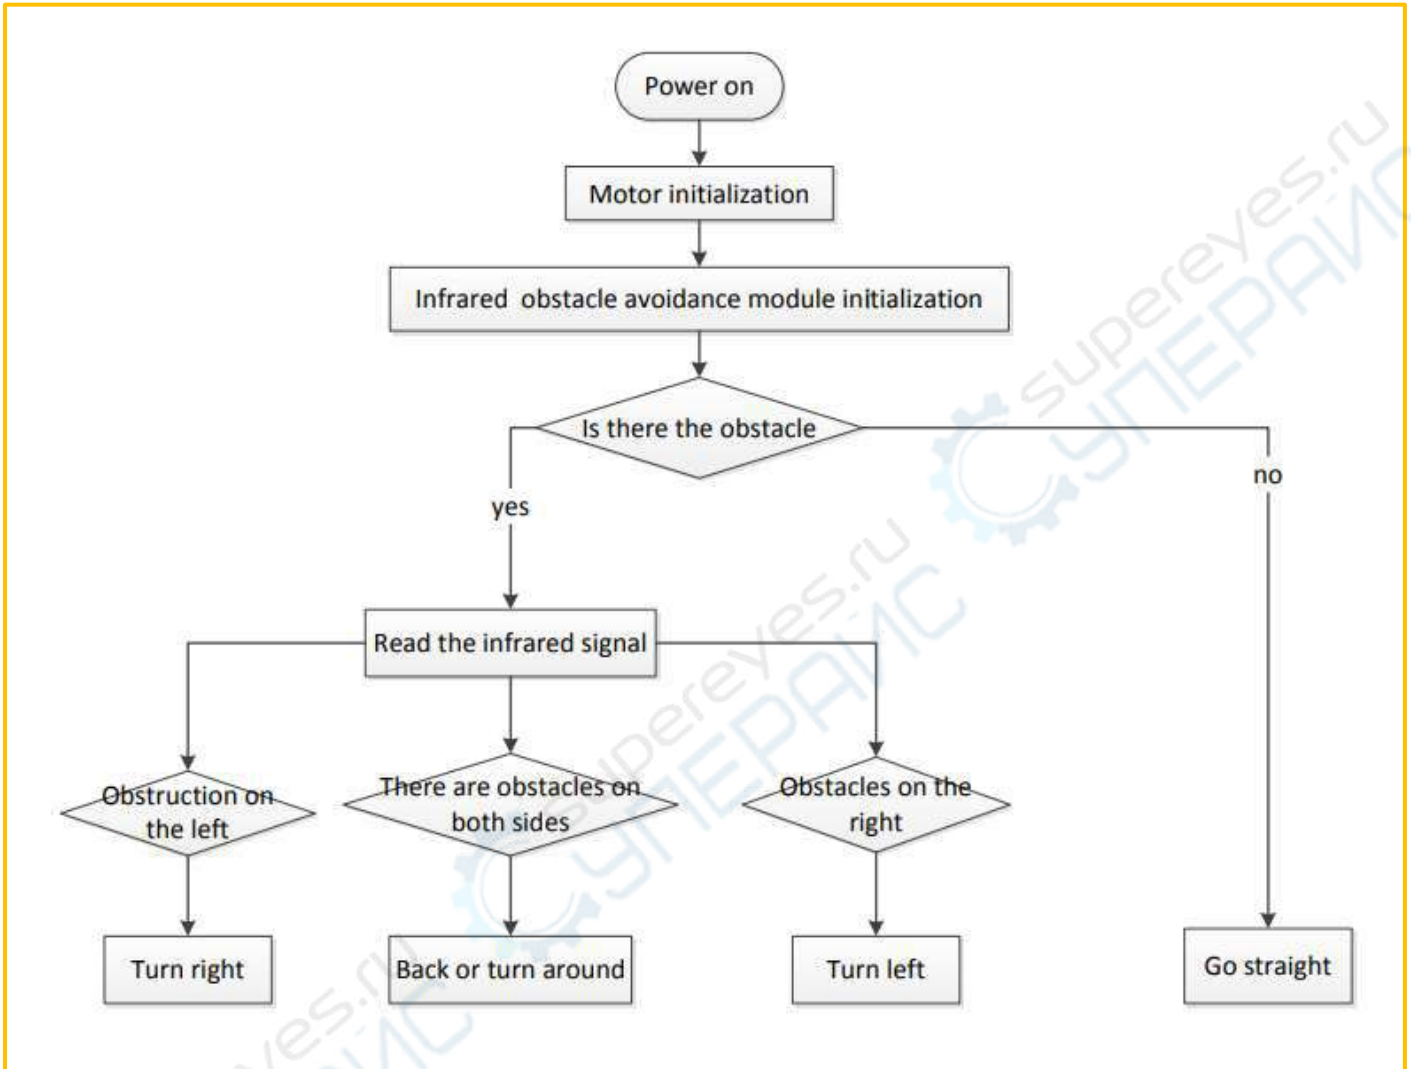 Power on
Motor initialization
Infrared obstacle avoidance module initialization
Is there the obstacle
no
yes
Read the infrared signal
Obstruction on
the left
There are obstacles on
both sides
Obstacles on the
right
Turn right
Back or turn around
Turn left
Go straight
supereyes.ru
СУПЕРАЙС
supereyes.ru
СУПЕРАЙС